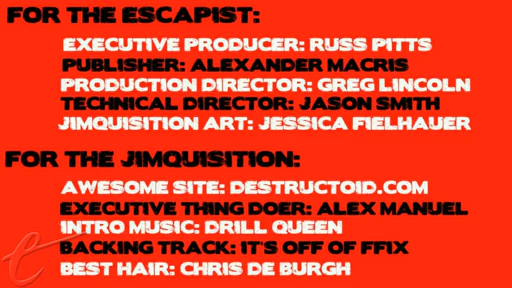 FOR THE ESCAPIST:
EXECUTIVE PRODUCER: RUSS PITTS
PUBLISHER: ALEXANDER MACRIS
PRODUCTION DIRECTOR: GREG LINCOLN
TECHNICAL DIRECTOR: JASON SMITH
JIMQUISITION ART: JESSICA FIELHAUER
FOR THE JIMQUISITION:
AWESOME SITE: DESTRUCTOID.COM
EXECUTIVE THING DOER: ALEX MANUEL
INTRO MUSIC: DRILL QUEEN
BACKING TRACK: IT'S OFF OF FFIX
BEST HAIR: CHRIS DE BURGH
e